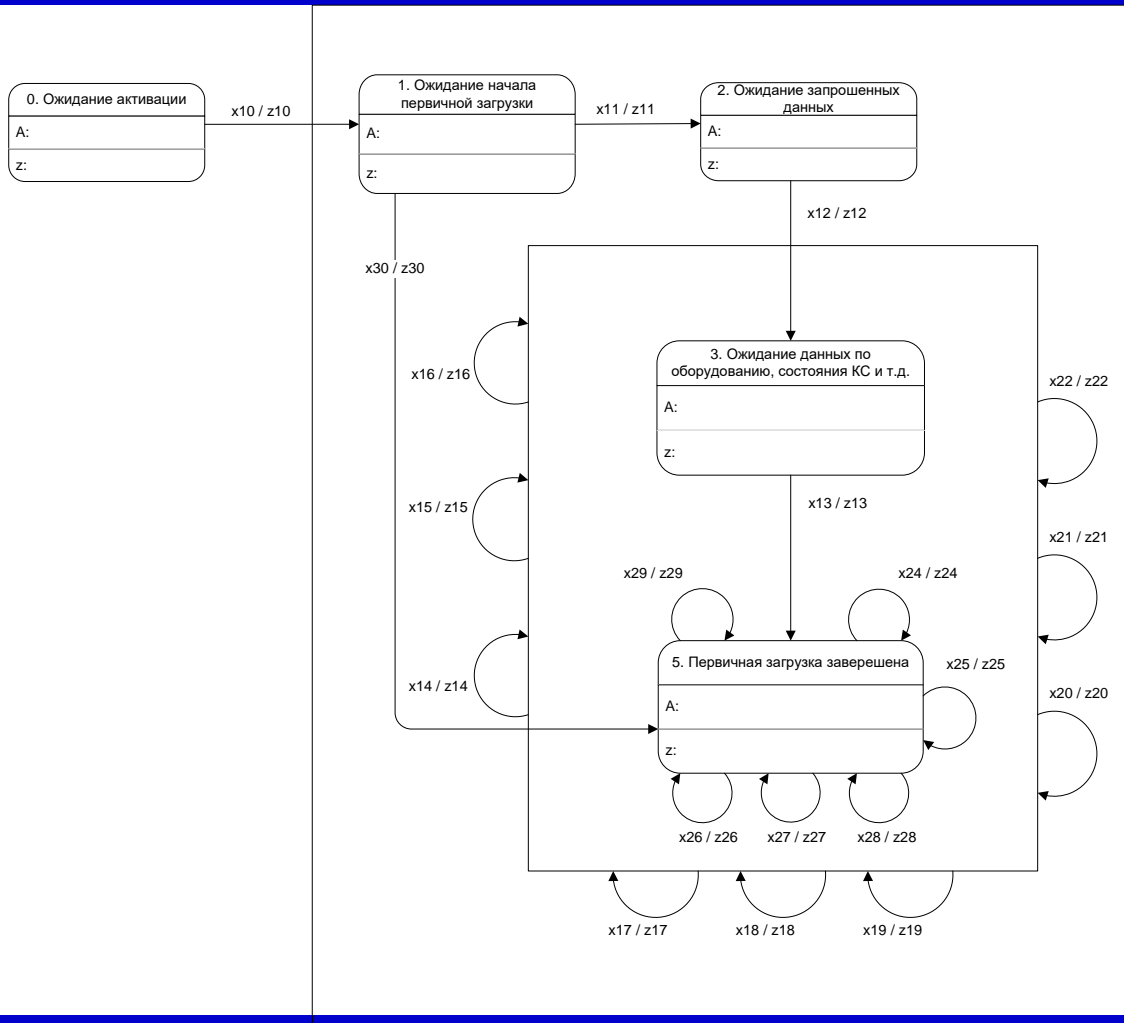 0. Ожидание активации
A:
z:
x10 / z10
1. Ожидание начала
первичной загрузки
A:
z:
x11 / z11
2. Ожидание запрошенных
данных
A:
z:
x12 / z12
x30 / z30
3. Ожидание данных по
оборудованию, состояния КС и т.д.
A:
z:
x16 / z16
x22 / z22
x15 / z15
x13 / z13
x21 / z21
x29 / z29
x24 / z24
5. Первичная загрузка заверешена
A:
z:
x25 / z25
x14 / z14
x20 / z20
x26 / z26
x27 / z27
x28 / z28
x17 / z17
x18 / z18
x19 / z19